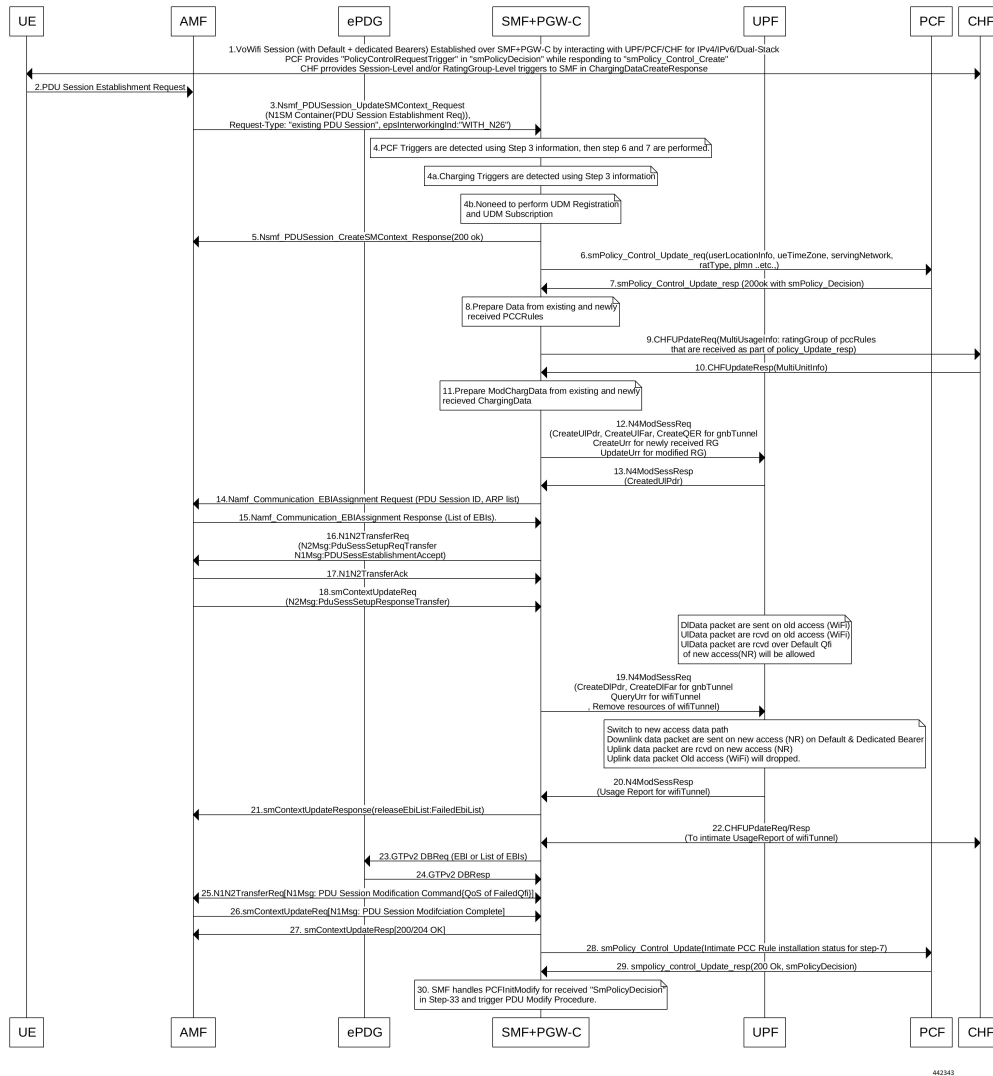 UE
AMF
ePDG
SMF+PGW-C
UPF
PCF
CHF
1.VoWifi Session (with Default + dedicated Bearers) Established over SMF+PGW-C by interacting with UPF/PCF/CHF for IPv4/IPv6/Dual-Stack
PCF Provides "PolicyControlRequestTrigger" in "smPolicyDecision" while responding to "smPolicy_Control_Create"
CHF prrovides Session-Level and/or RatingGroup-Level triggers to SMF in ChargingDataCreateResponse
2.PDU Session Establishment Request
3.Nsmf_PDUSession_UpdateSMContext_Request
(N1SM Container(PDU Session Establishment Req)),
Request-Type: "existing PDU Session", epsInterworkingInd:"WITH_N26")
4.PCF Triggers are detected using Step 3 information, then step 6 and 7 are performed.
4a.Charging Triggers are detected using Step 3 information
4b.Noneed to perform UDM Registration
and UDM Subscription
5.Nsmf_PDUSession_CreateSMContext_Response(200 ok)
6.smPolicy_Control_Update_req(userLocationInfo, ueTimeZone, servingNetwork,
ratType, plmn ..etc.,)
7.smPolicy_Control_Update_resp (200ok with smPolicy_Decision)
8.Prepare Data from existing and newly
received PCCRules
9.CHFUPdateReq(MultiUsageInfo: ratingGroup of pccRules
that are received as part of policy_Update_resp)
10.CHFUpdateResp(MultiUnitInfo)
11.Prepare ModChargData from existing and newly
recieved ChargingData
12.N4ModSessReq
(CreateUlPdr, CreateUlFar, CreateQER for gnbTunnel
CreateUrr for newly received RG
UpdateUrr for modified RG)
13.N4ModSessResp
(CreatedUlPdr)
14.Namf_Communication_EBIAssignment Request (PDU Session ID, ARP list)
15.Namf_Communication_EBIAssignment Response (List of EBIs).
16.N1N2TransferReq
(N2Msg:PduSessSetupReqTransfer
N1Msg:PDUSessEstablishmentAccept)
17.N1N2TransferAck
18.smContextUpdateReq
(N2Msg:PduSessSetupResponseTransfer)
DlData packet are sent on old access (WiFi)
UlData packet are rcvd on old access (WiFi)
UlData packet are rcvd over Default Qfi
of new access(NR) will be allowed
19.N4ModSessReq
(CreateDlPdr, CreateDlFar for gnbTunnel
QueryUrr for wifiTunnel
, Remove resources of wifiTunnel)
Switch to new access data path
Downlink data packet are sent on new access (NR) on Default & Dedicated Bearer
Uplink data packet are rcvd on new access (NR)
Uplink data packet Old access (WiFi) will dropped.
20.N4ModSessResp
(Usage Report for wifiTunnel)
21.smContextUpdateResponse(releaseEbiList:FailedEbiList)
22.CHFUPdateReq/Resp
(To intimate UsageReport of wifiTunnel)
23.GTPv2 DBReq (EBI or List of EBIs)
24.GTPv2 DBResp
25.N1N2TransferReq[N1Msg: PDU Session Modification Command{QoS of FailedQfi}]
26.smContextUpdateReq[N1Msg: PDU Session Modifciation Complete]
27. smContextUpdateResp[200/204 OK]
28. smPolicy_Control_Update(Intimate PCC Rule installation status for step-7)
29. smpolicy_control_Update_resp(200 Ok, smPolicyDecision)
30. SMF handles PCFInitModify for received "SmPolicyDecision"
in Step-33 and trigger PDU Modify Procedure.
UE
AMF
ePDG
SMF+PGW-C
UPF
PCF
CHF
442343